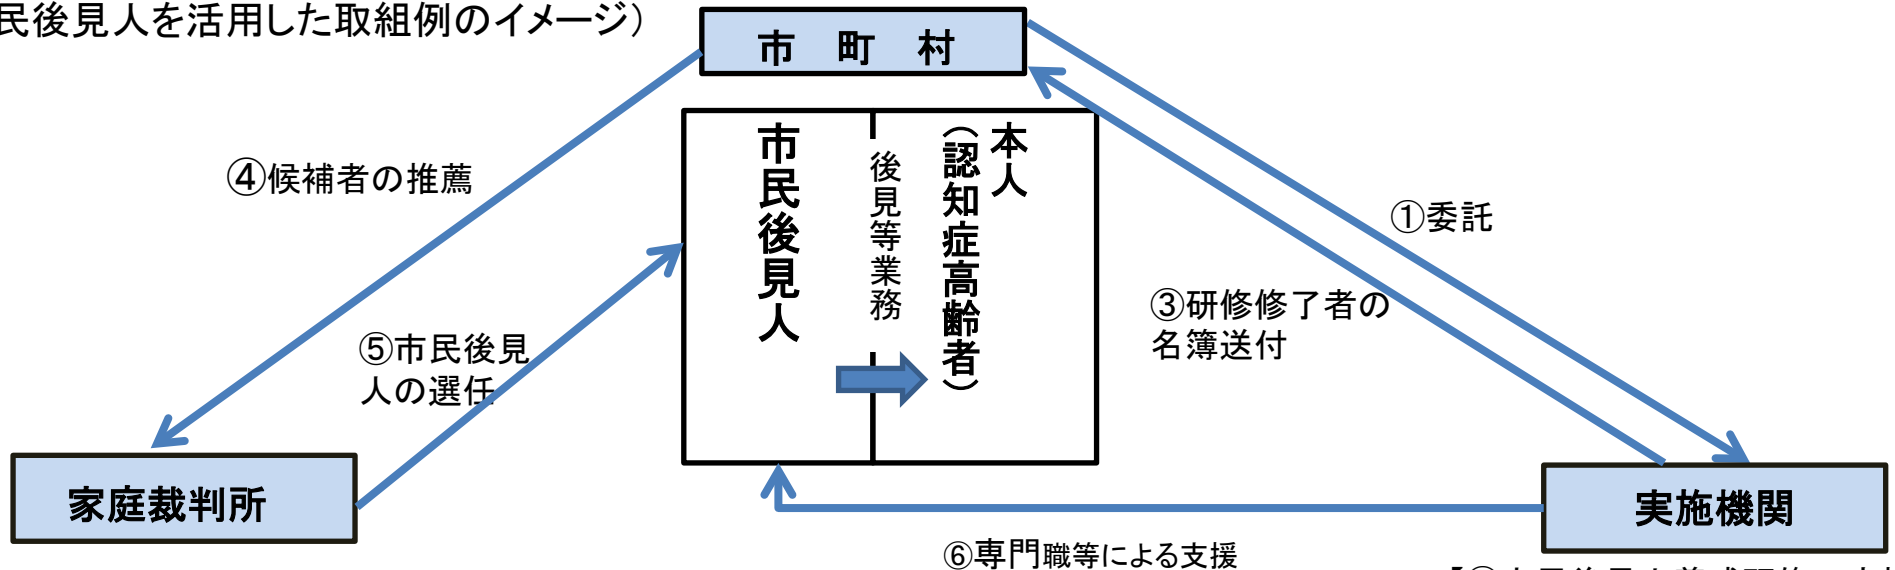 民後見人を活用した取組例のイメージ）
市　町　村
市民後見人
後見等業務
本人
（認知症高齢者）
④候補者の推薦
①委託
③研修修了者の
名簿送付
⑤市民後見
人の選任
家庭裁判所
実施機関
⑥専門職等による支援